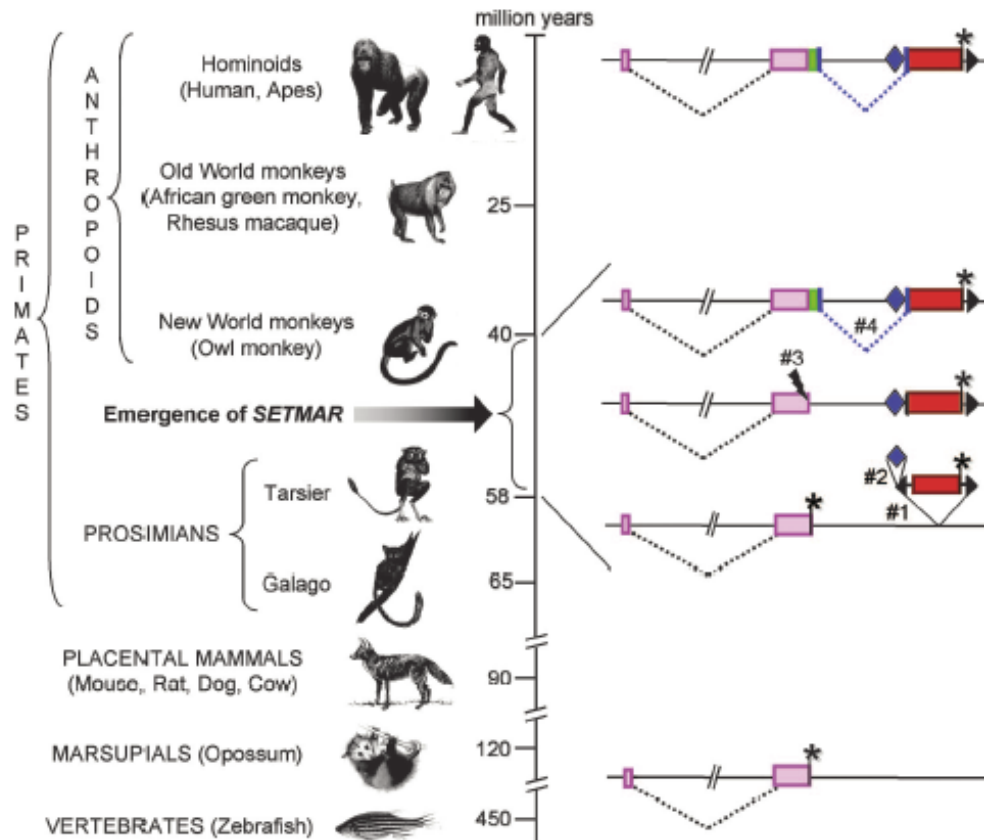 million years
Hominoids
(Human, Apes)
Old World monkeys
(African green monkey,
Rhesus macaque)
25
New World monkeys
(Owl monkey)
40
#4
#3
Emergence of SETMAR
#2
#1
58
Tarsier
PROSIMIANS
Galago
65
PLACENTAL MAMMALS
(Mouse, Rat, Dog, Cow)
90
MARSUPIALS (Opossum)
120
VERTEBRATES (Zebrafish)
450
PRIMATES
ANTHROPOIDS
*
*
*
*
*
*